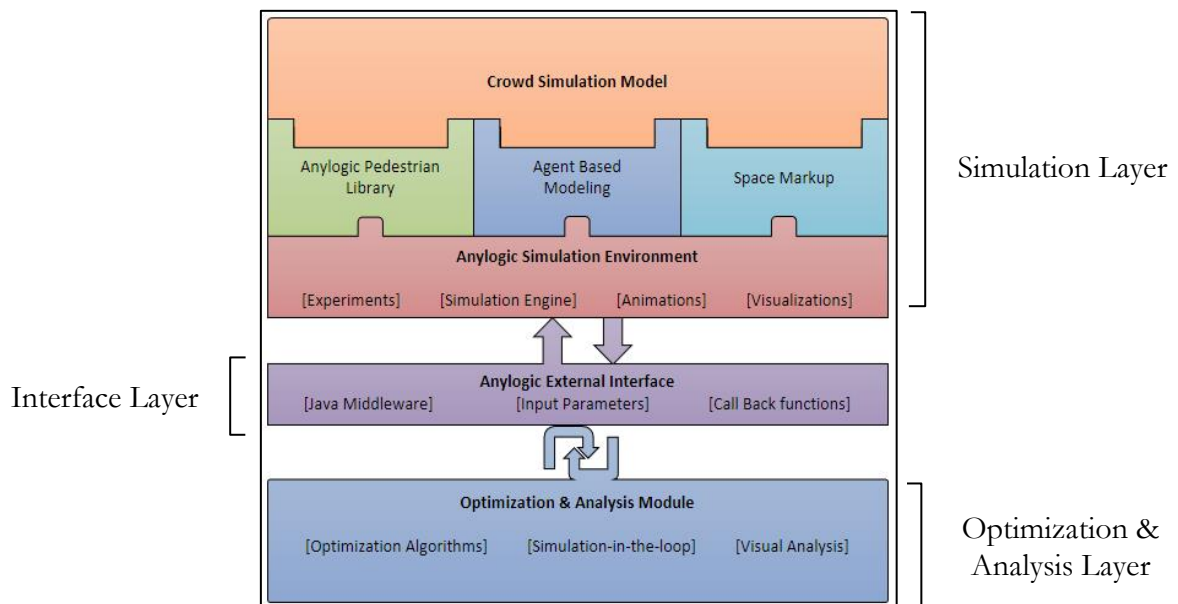 Crowd Simulation Model
Anylogic Pedestrian
Library
Agent Based
Modeling
Space Markup
Simulation Layer
Anylogic Simulation Environment
[Experiments] [Simulation Engine] [Animations] [Visualizations]
Interface Layer
Anylogic External Interface
[Java Middleware] [Input Parameters] [Call Back functions]
Optimization & Analysis Module
[Optimization Algorithms] [Simulation-in-the-loop] [Visual Analysis]
Optimization &
Analysis Layer